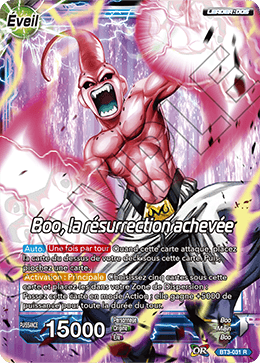 Éveil
LEADER: DOS
Boo, la résurrection achevée
Auto Une fois par tour Quand cette carte attaque, placez
la carte du dessus de votre deck sous cette carte. Puis,
piochez une carte.
Activation : Principale Choisissez cinq cartes sous cette
carte et placez-les dans votre Zone de Dispersion :
Passez cette carte en mode Action ; elle gagne +5000 de
puissance pour toute la durée du tour.
PUISSANCE 15000
Personnage Boo
Origine Majin
Ère Boo
BT3-031 R